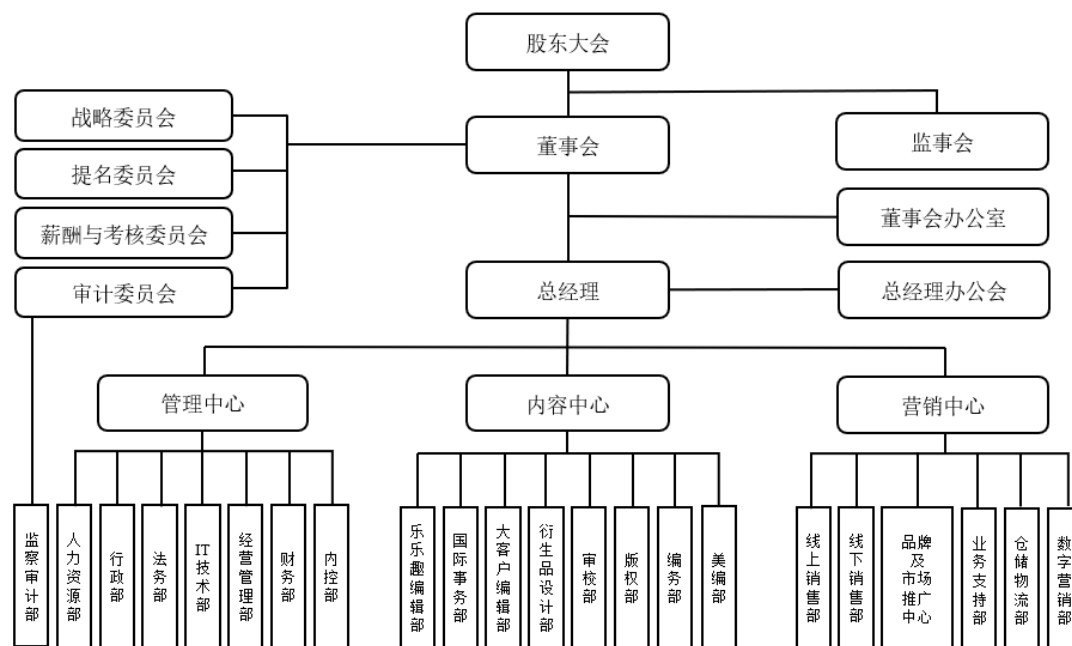 股东大会
战略委员会
董事会
监事会
提名委员会
董事会办公室
薪酬与考核委员会
审计委员会
总经理
总经理办公会
管理中心
内容中心
营销中心
监察审计部
人力资源部
行政部
法务部
IT技术部
经营管理部
财务部
内控部
乐乐趣编辑部
国际事务部
大客户编辑部
衍生品设计部
审校部
版权部
编务部
美编部
线上销售部
线下销售部
品牌
及
市场
推广
中心
业务支持部
仓储物流部
数字营销部